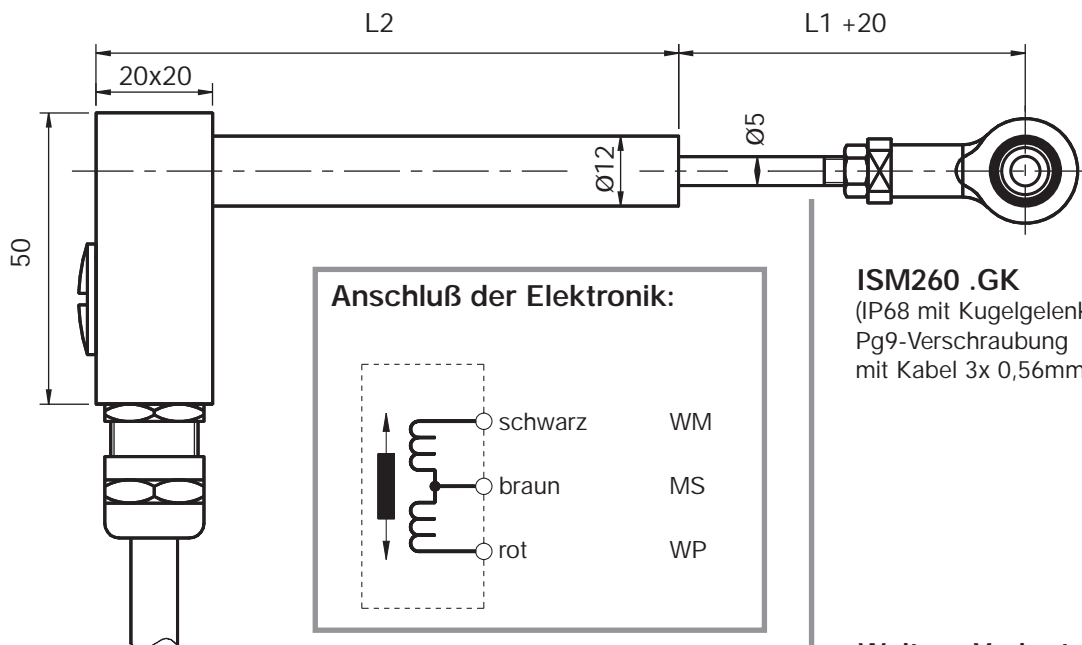 L2
L1 +20
20x20
Ø5
Ø12
50
Anschluß der Elektronik:
schwarz WM
braun MS
rot WP
ISM260 .GK
(IP68 mit Kugelgelenk
Pg9-Verschraubung
mit Kabel 3x 0,56mm